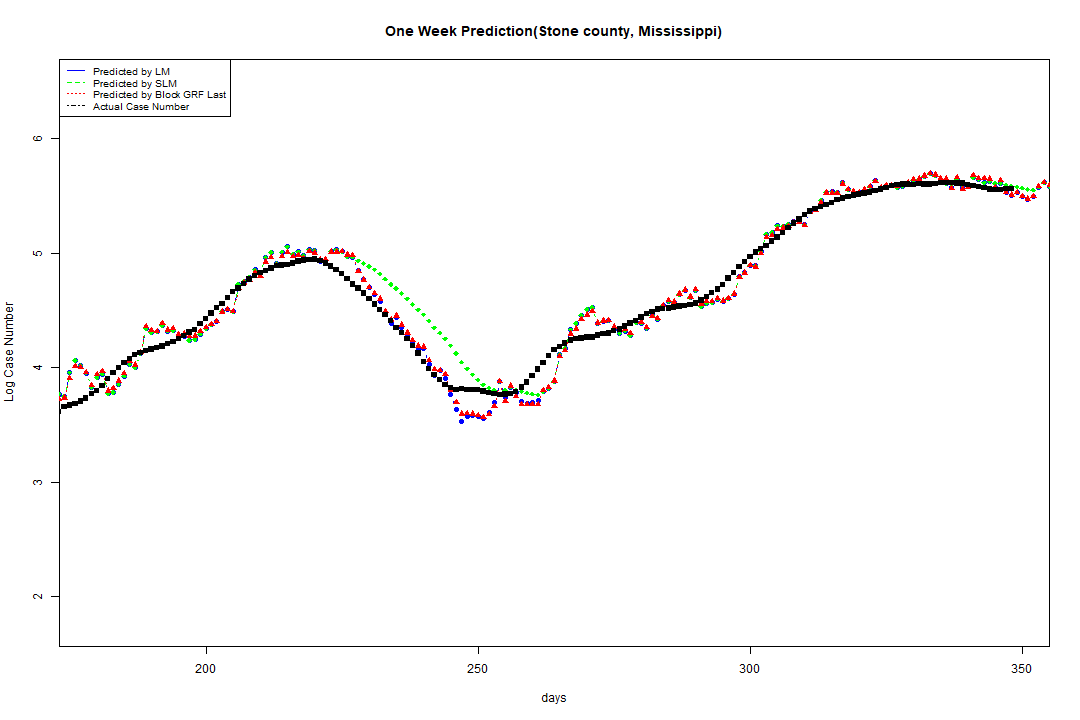 One Week Prediction(Stone county, Mississippi)
Predicted by LM
Predicted by SLM
Predicted by Block GRF Last
Actual Case Number
6
5
4
3
2
Log Case Number
200 250 300 350
days